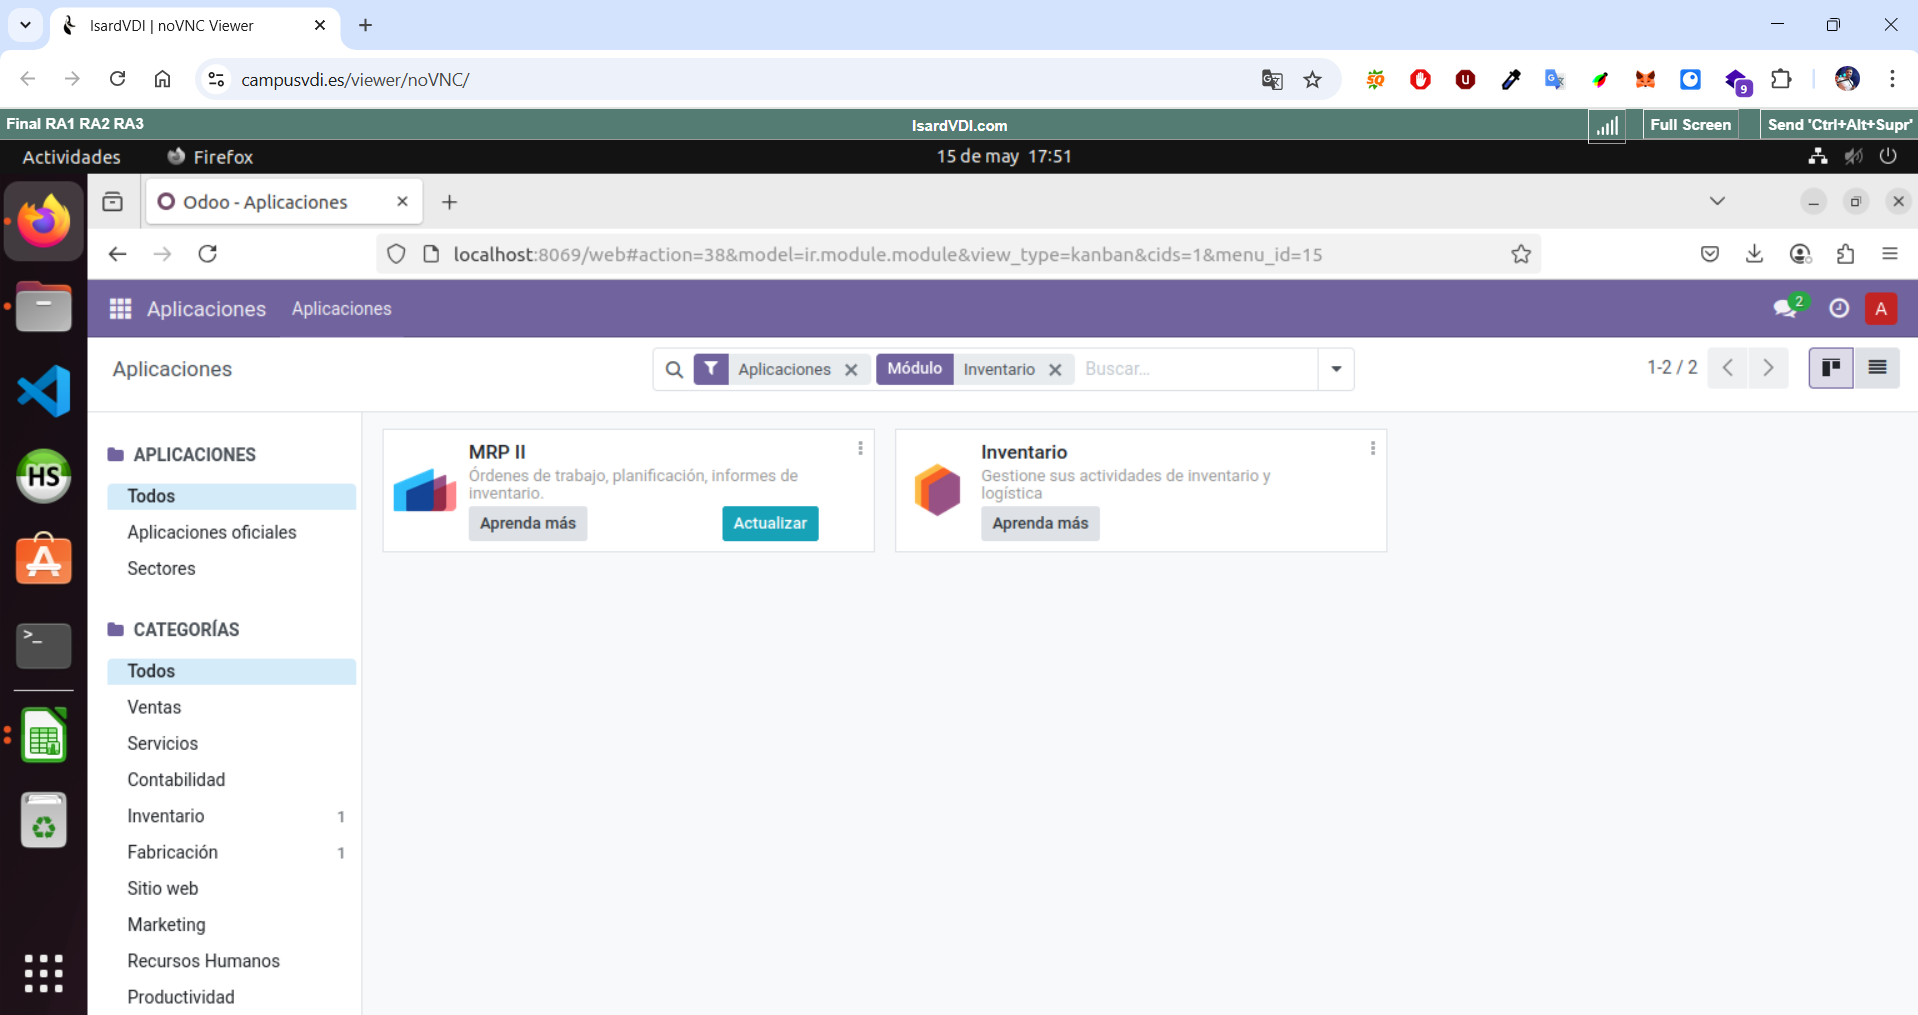 IsardVDI | noVNC Viewer
campusvdi.es/viewer/noVNC/
9
Final RA1 RA2 RA3
IsardVDI.com
Full Screen
Send 'Ctrl+Alt+Supr'
Actividades
Firefox
15 de may 17:51
Odoo - Aplicaciones
localhost:8069/web#action=38&model=ir.module.module&view_type=kanban&cids=1&menu_id=15
Aplicaciones
Aplicaciones
2
A
Aplicaciones
Aplicaciones
Módulo
Inventario
Buscar...
1-2 / 2
APLICACIONES
Todos
Aplicaciones oficiales
Sectores
CATEGORÍAS
Todos
Ventas
Servicios
Contabilidad
Inventario 1
Fabricación 1
Sitio web
Marketing
Recursos Humanos
Productividad
MRP II
Órdenes de trabajo, planificación, informes de
inventario.
Aprenda más
Actualizar
Inventario
Gestione sus actividades de inventario y
logística
Aprenda más
HS
SQ
U
G
A
>_